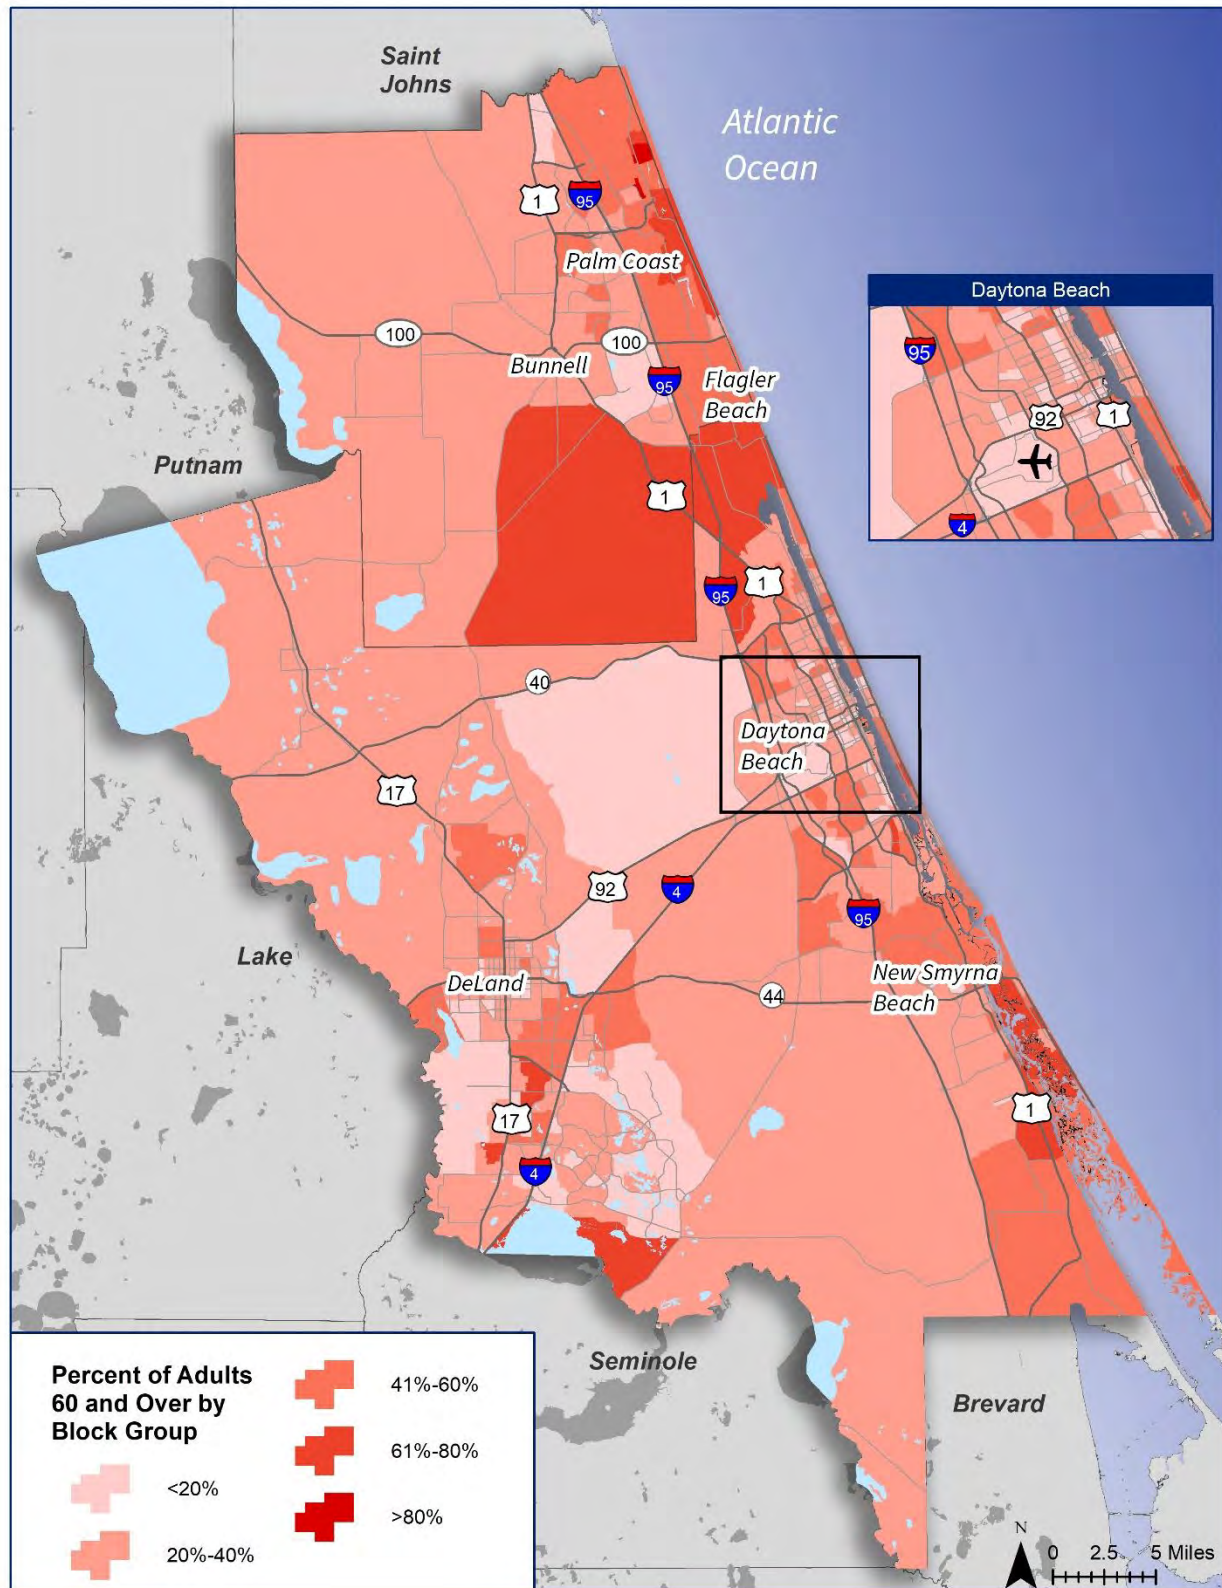 Saint
Johns
Atlantic
Ocean
1
95
Palm Coast
Daytona Beach
95
92
1
4
100
100
Bunnell
95
Flagler
Beach
Putnam
1
95
1
40
Daytona
Beach
17
92
4
95
Lake
DeLand
New Smyrna
Beach
44
17
1
4
Seminole
Brevard
Percent of Adults
60 and Over by
Block Group
<20%
20%-40%
41%-60%
61%-80%
>80%
N
0 2.5 5 Miles